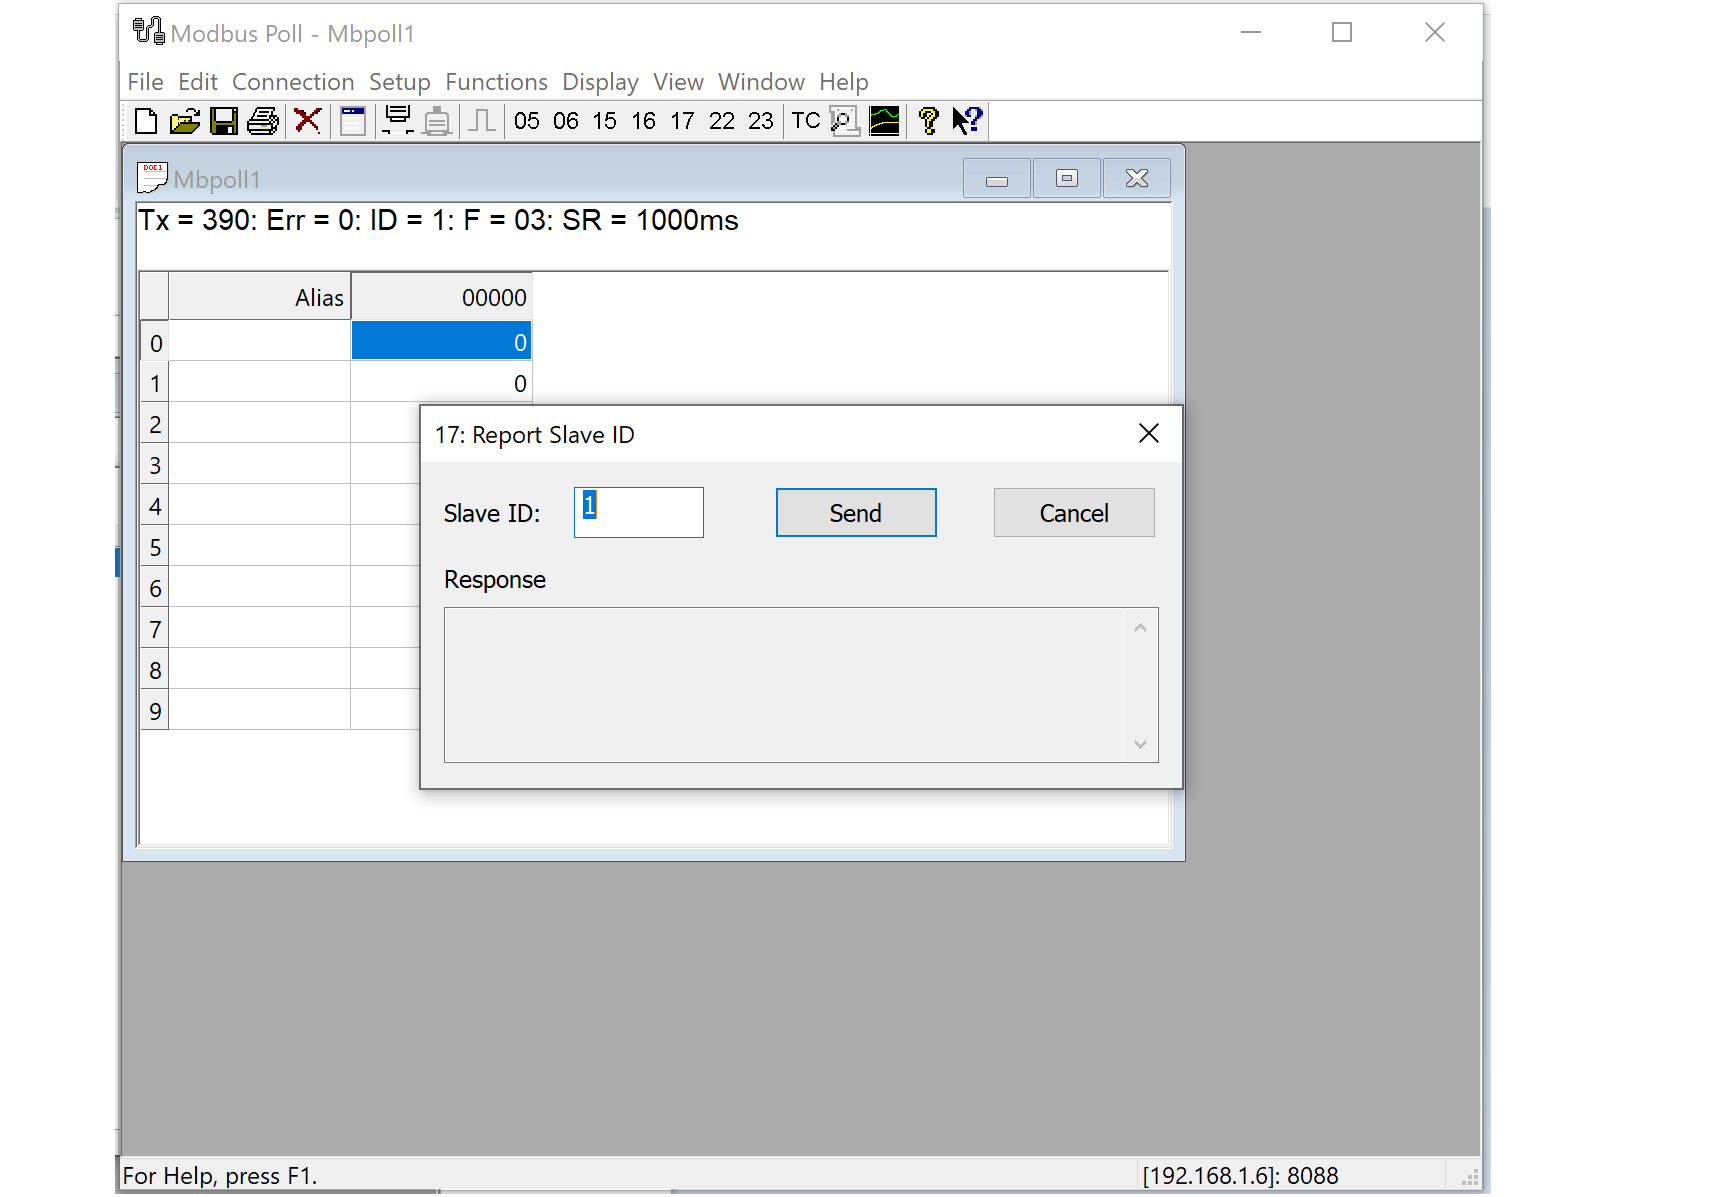 Modbus Poll - Mbpoll1
File Edit Connection Setup Functions Display View Window Help
05 06 15 16 17 22 23 TC
DOC1
Mbpoll1
Tx = 390: Err = 0: ID = 1: F = 03: SR = 1000ms
Alias 00000
0 0
1 0
2
3
4
5
6
7
8
9
17: Report Slave ID
Slave ID: 1 Send Cancel
Response
For Help, press F1. [192.168.1.6]: 8088